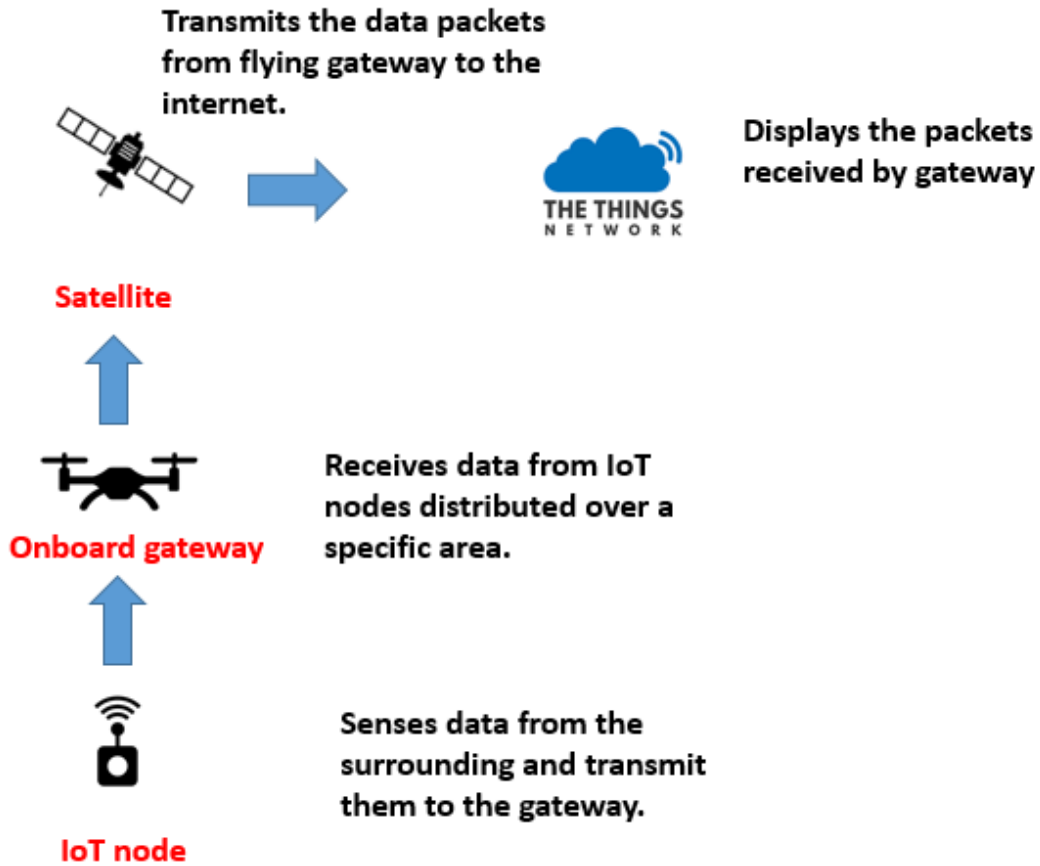 Transmits the data packets
from flying gateway to the
internet.
Displays the packets
received by gateway
THE THINGS
NETWORK
Satellite
Receives data from IoT
nodes distributed over a
specific area.
Onboard gateway
Senses data from the
surrounding and transmit
them to the gateway.
IoT node